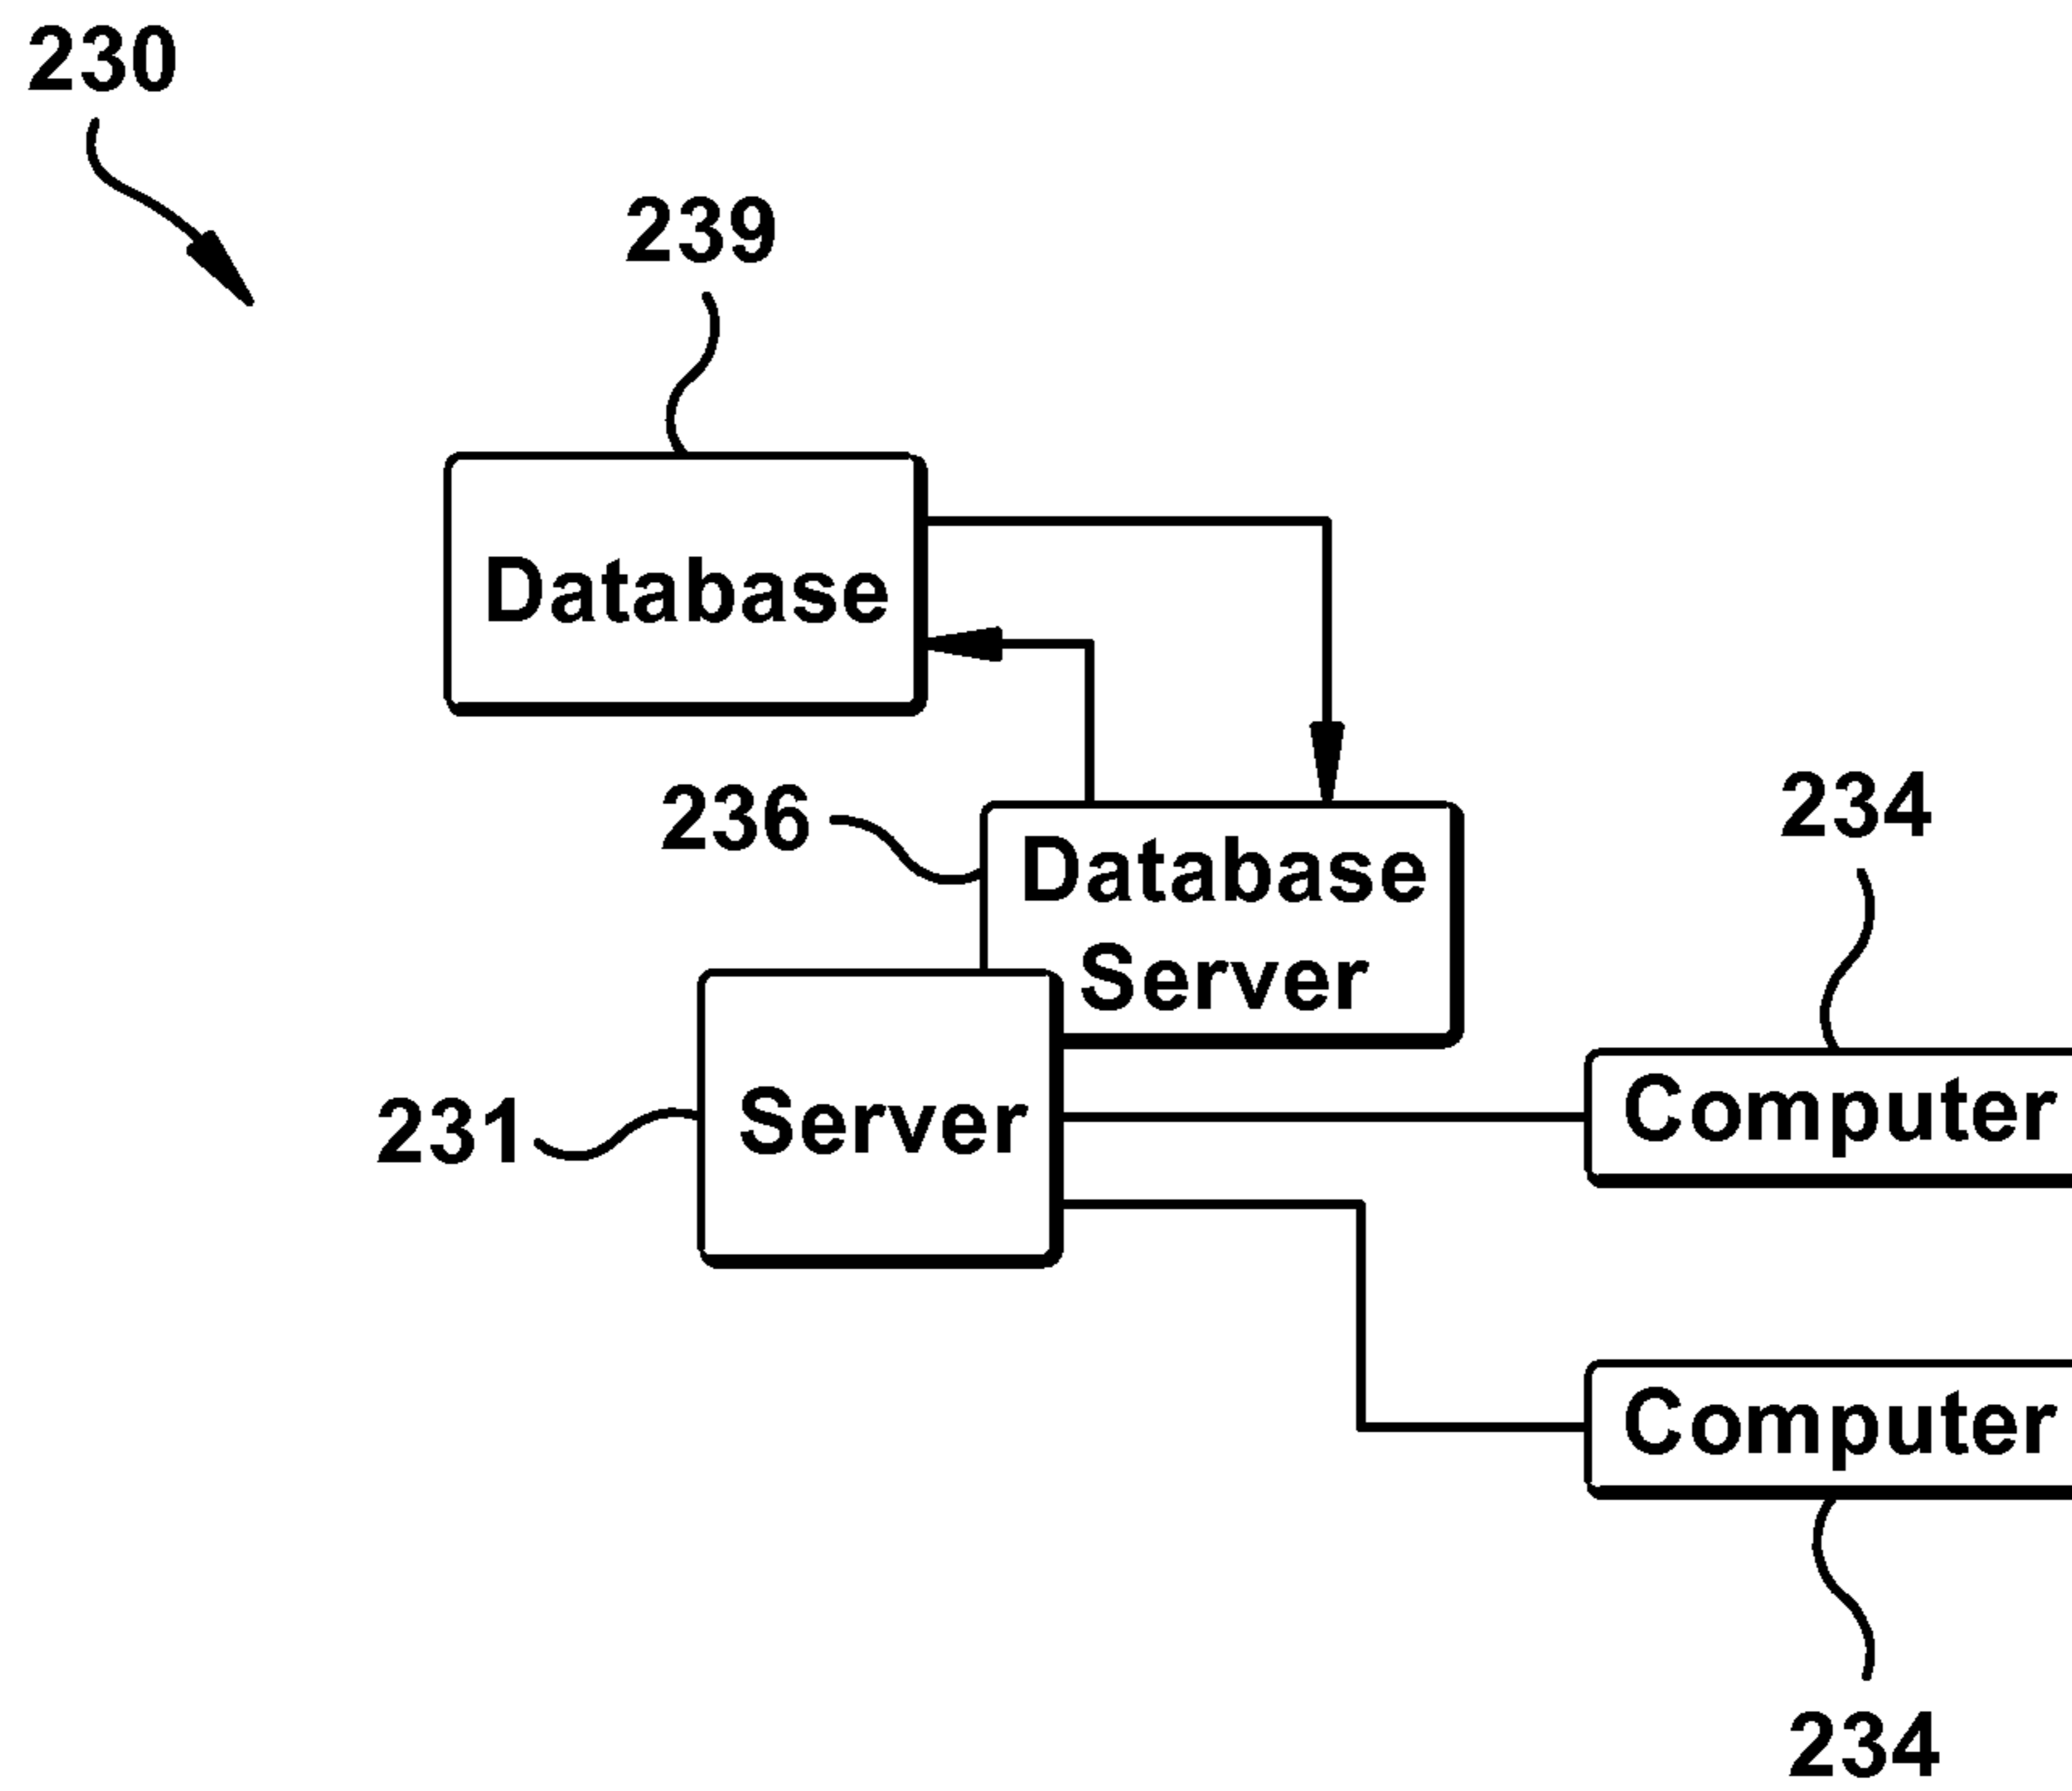 230
239
Database
236
Database
Server
234
231
Server
Computer
Computer
234